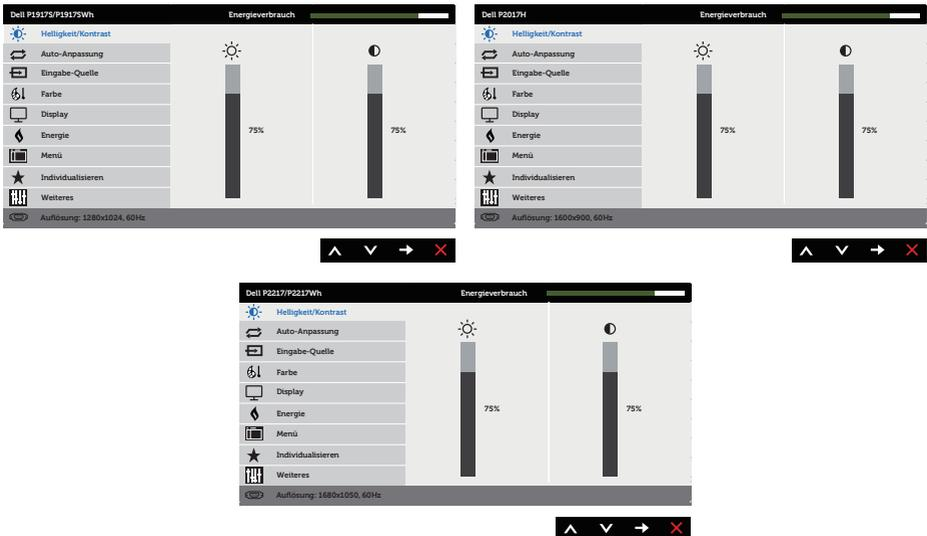 Dell P1917S/P1917SWh Energieverbrauch
Helligkeit/Kontrast
Auto-Anpassung
Eingabe-Quelle
Farbe
Display
Energie
Menü
Individualisieren
Weiteres
75% 75%
Auflösung: 1280x1024, 60Hz
Dell P2017H Energieverbrauch
Helligkeit/Kontrast
Auto-Anpassung
Eingabe-Quelle
Farbe
Display
Energie
Menü
Individualisieren
Weiteres
75% 75%
Auflösung: 1600x900, 60Hz
Dell P2217/P2217Wh Energieverbrauch
Helligkeit/Kontrast
Auto-Anpassung
Eingabe-Quelle
Farbe
Display
Energie
Menü
Individualisieren
Weiteres
75% 75%
Auflösung: 1680x1050, 60Hz